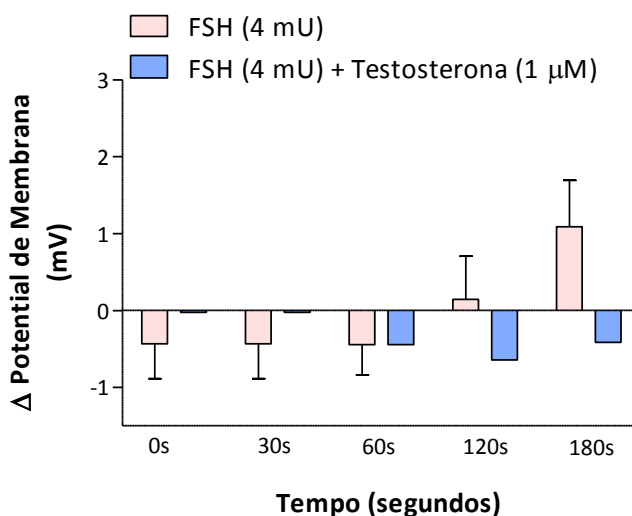 FSH (4 mU)
FSH (4 mU) + Testosterona (1 µM)
Δ Potential de Membrana
(mV)
3
2
1
0
-1
0s 30s 60s 120s 180s
Tempo (segundos)